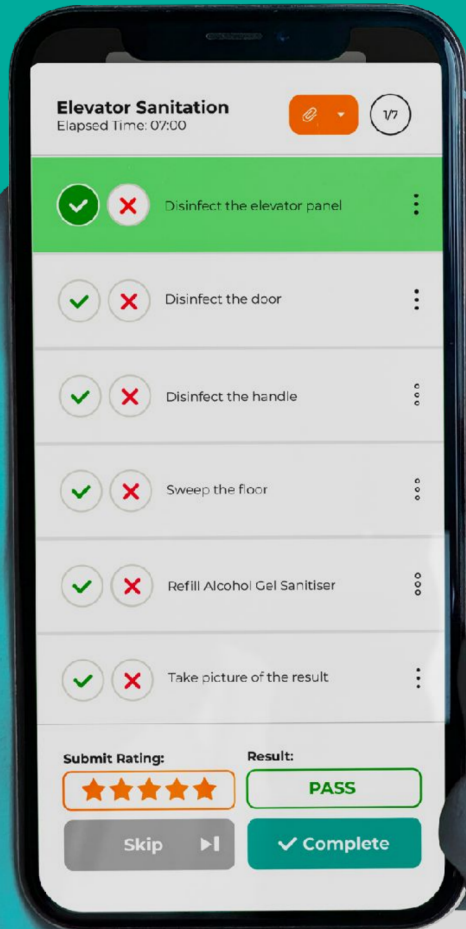 Elevator Sanitation
Elapsed Time: 07:00
1/7
Disinfect the elevator panel
Disinfect the door
Disinfect the handle
Sweep the floor
Refill Alcohol Gel Sanitiser
Take picture of the result
Submit Rating:
Result:
PASS
Skip
Complete